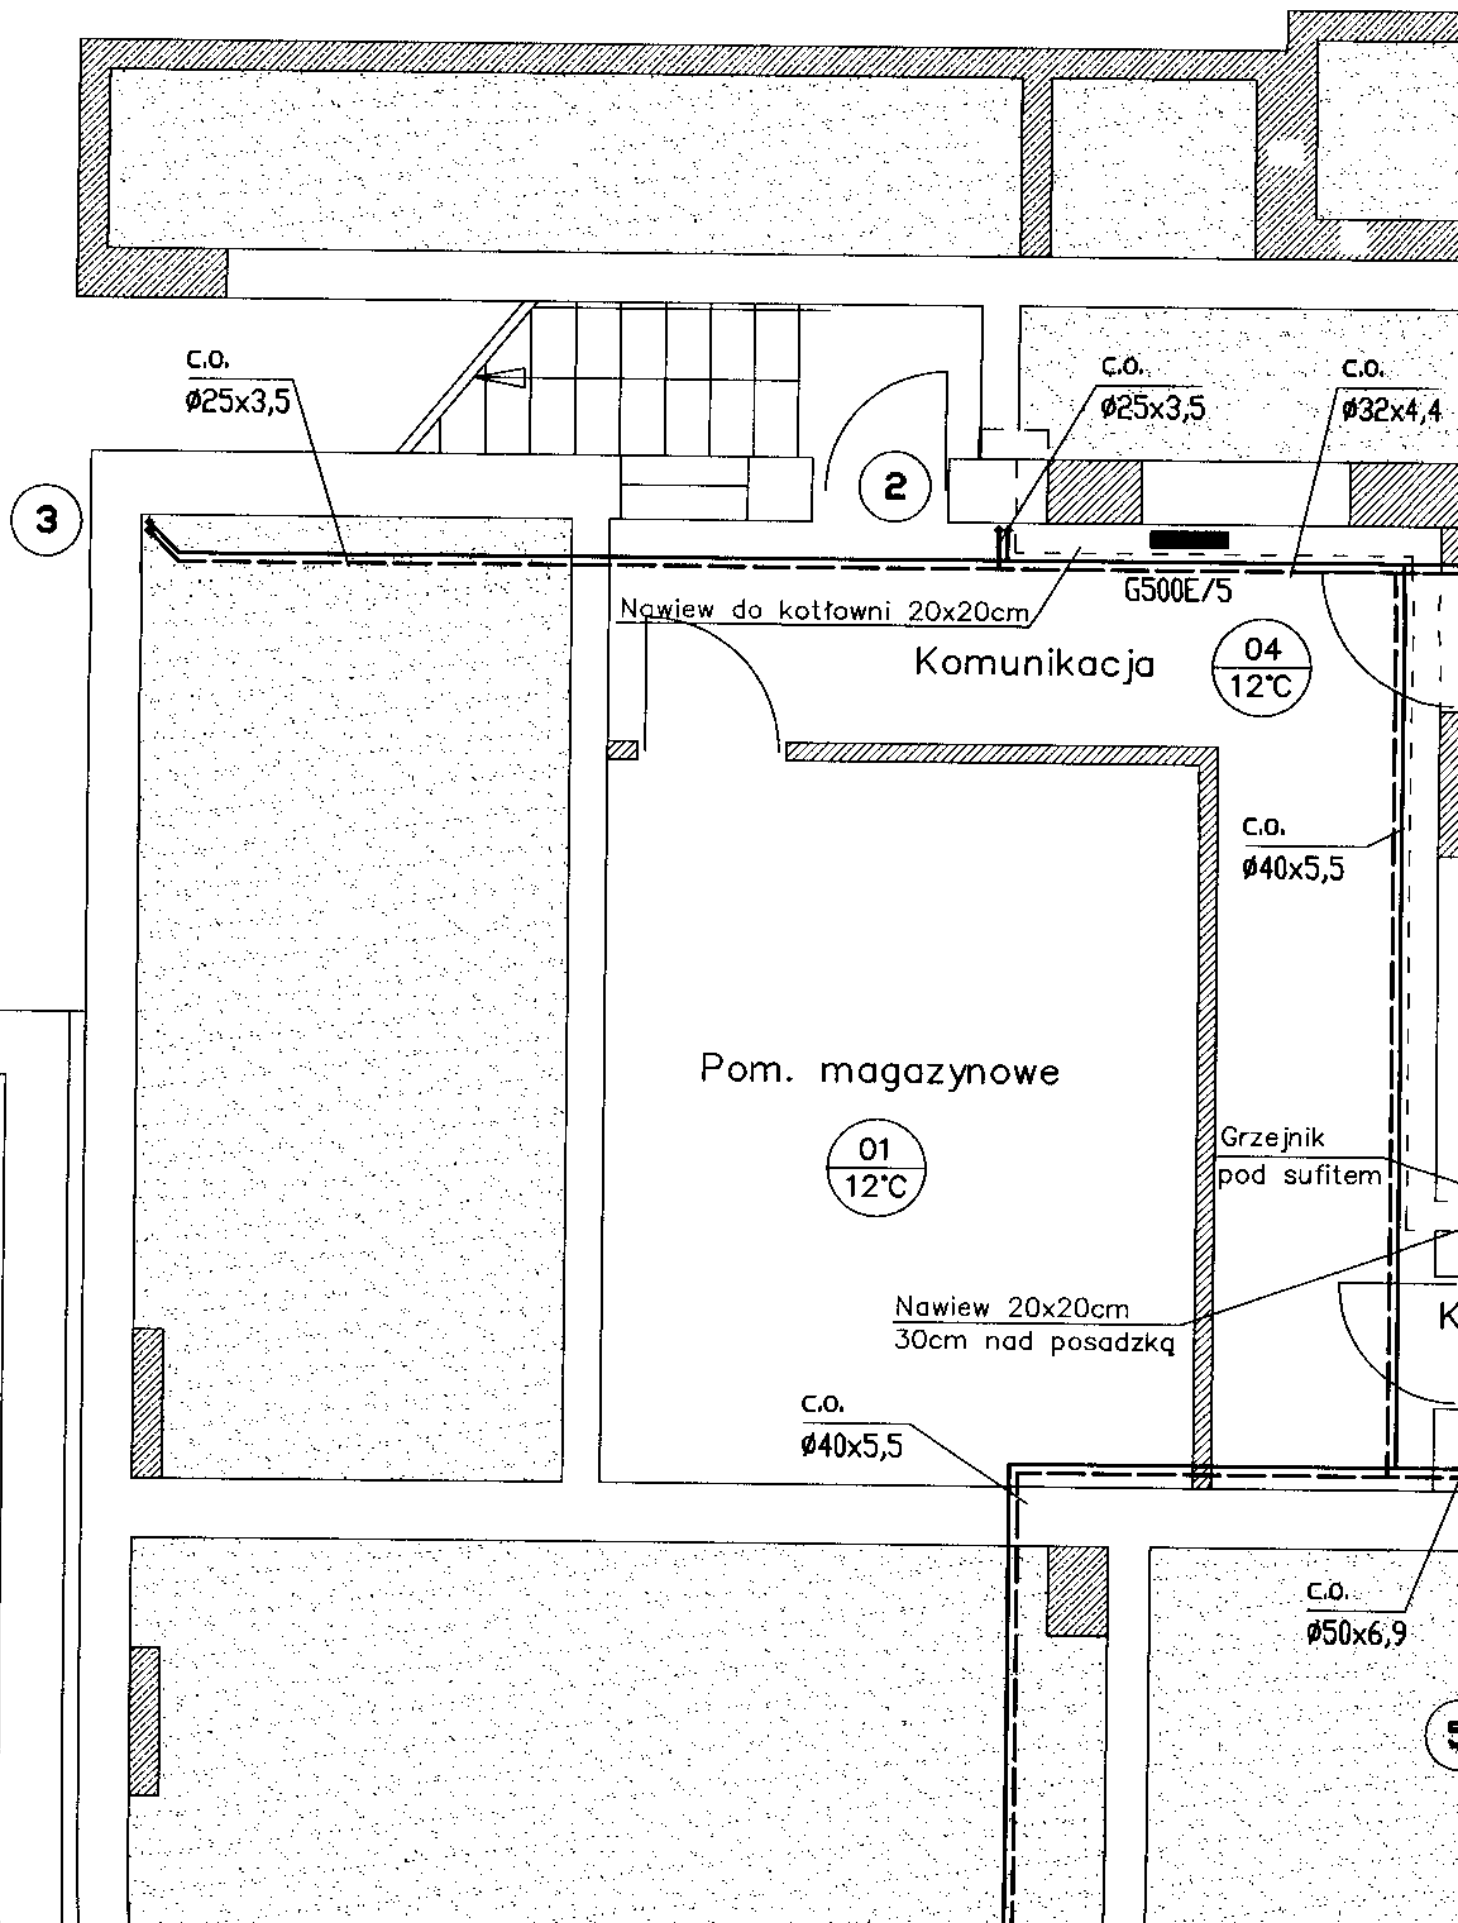 c.o.
ø25x3,5
c.o.
ø25x3,5
c.o.
ø32x4,4
3
2
G500E/5
Nawiew do kotłowni 20x20cm
Komunikacja
04
12°C
c.o.
ø40x5,5
Pom. magazynowe
01
12°C
Grzejnik
pod sufitem
Nawiew 20x20cm
30cm nad posadzką
K
c.o.
ø40x5,5
c.o.
ø50x6,9